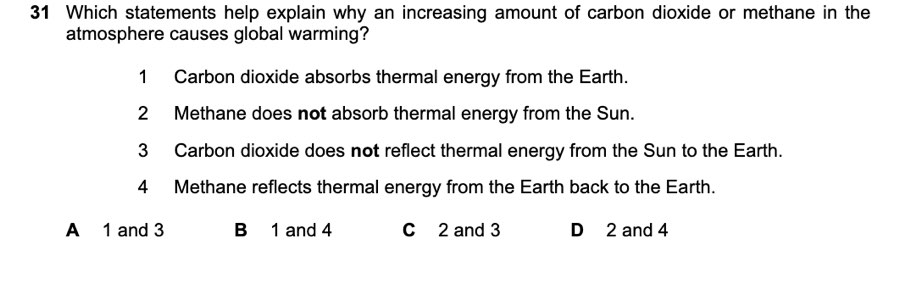 31 Which statements help explain why an increasing amount of carbon dioxide or methane in the
atmosphere causes global warming?
1 Carbon dioxide absorbs thermal energy from the Earth.
2 Methane does not absorb thermal energy from the Sun.
3 Carbon dioxide does not reflect thermal energy from the Sun to the Earth.
4 Methane reflects thermal energy from the Earth back to the Earth.
A 1 and 3 B 1 and 4 C 2 and 3 D 2 and 4